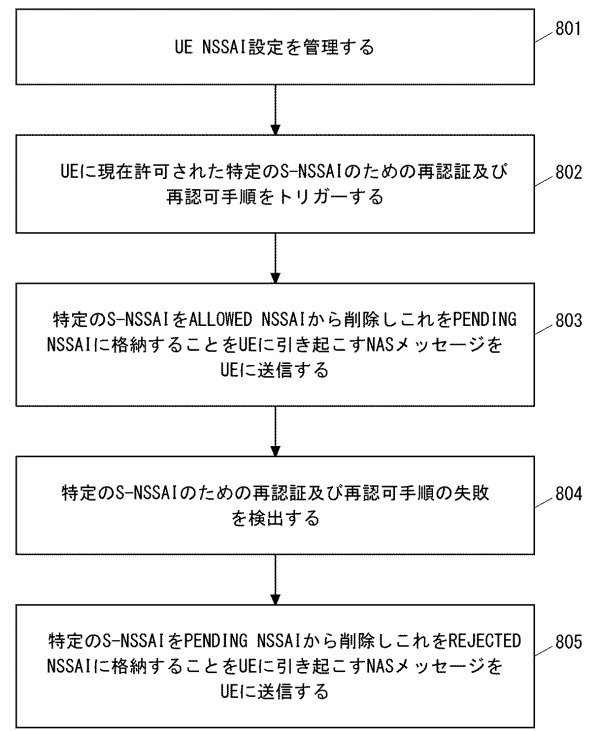 UE NSSAI設定を管理する
801
UEに現在許可された特定のS-NSSAIのための再認証及び
再認可手順をトリガーする
802
特定のS-NSSAIをALLOWED NSSAIから削除しこれをPENDING
NSSAIに格納することをUEに引き起こすNASメッセージを
UEに送信する
803
特定のS-NSSAIのための再認証及び再認可手順の失敗
を検出する
804
特定のS-NSSAIをPENDING NSSAIから削除しこれをREJECTED
NSSAIに格納することをUEに引き起こすNASメッセージを
UEに送信する
805